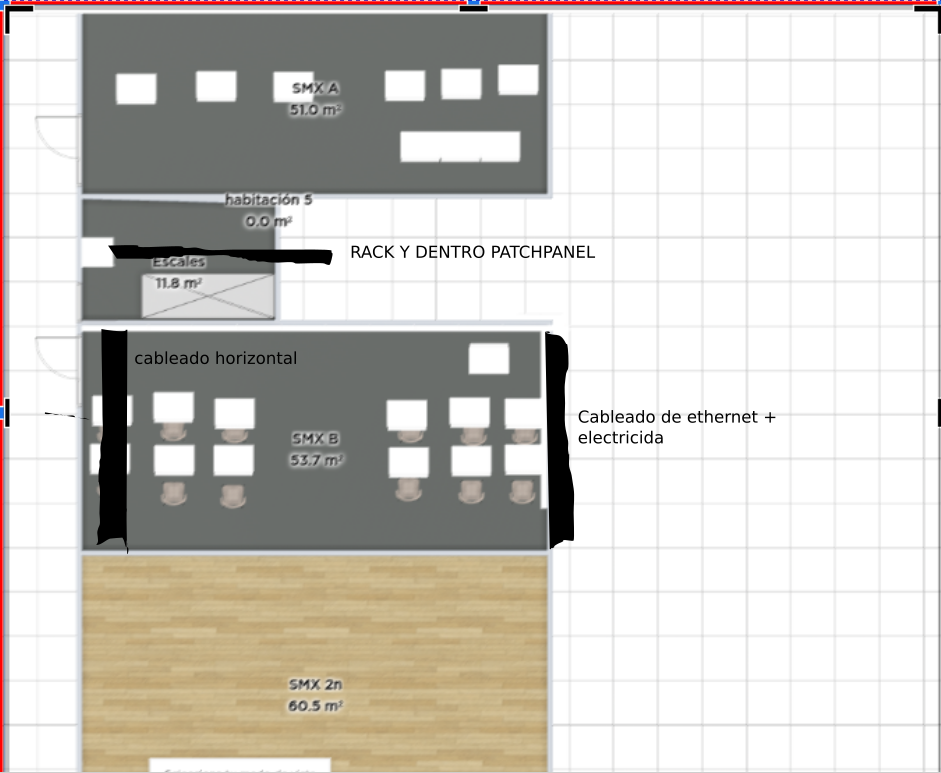 SMX A
51.0 m²
habitación 5
0.0 m²
RACK Y DENTRO PATCHPANEL
Escales
11.8 m²
cableado horizontal
Cableado de ethernet +
electricida
SMX B
53.7 m²
SMX 2n
60.5 m²